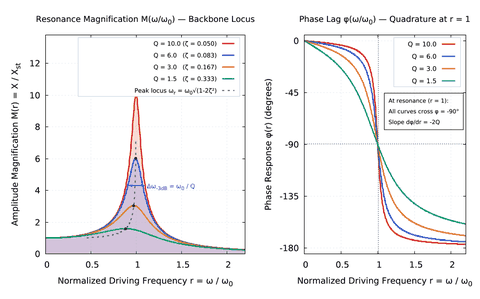 Resonance Magnification M(ω/ω₀) — Backbone Locus
Amplitude Magnification M(r) = X / Xst
12
10
8
6
4
2
0
Q = 10.0 (ζ = 0.050)
Q = 6.0 (ζ = 0.083)
Q = 3.0 (ζ = 0.167)
Q = 1.5 (ζ = 0.333)
Peak locus ωᵣ = ω₀√(1-2ζ²)
Δω₋₃dB = ω₀ / Q
0
0.5
1
1.5
2
Normalized Driving Frequency r = ω / ω₀
Phase Lag φ(ω/ω₀) — Quadrature at r = 1
Phase Response φ(r) (degrees)
0
-45
-90
-135
-180
Q = 10.0
Q = 6.0
Q = 3.0
Q = 1.5
At resonance (r = 1):
All curves cross φ = -90°
Slope dφ/dr = -2Q
0
0.5
1
1.5
2
Normalized Driving Frequency r = ω / ω₀